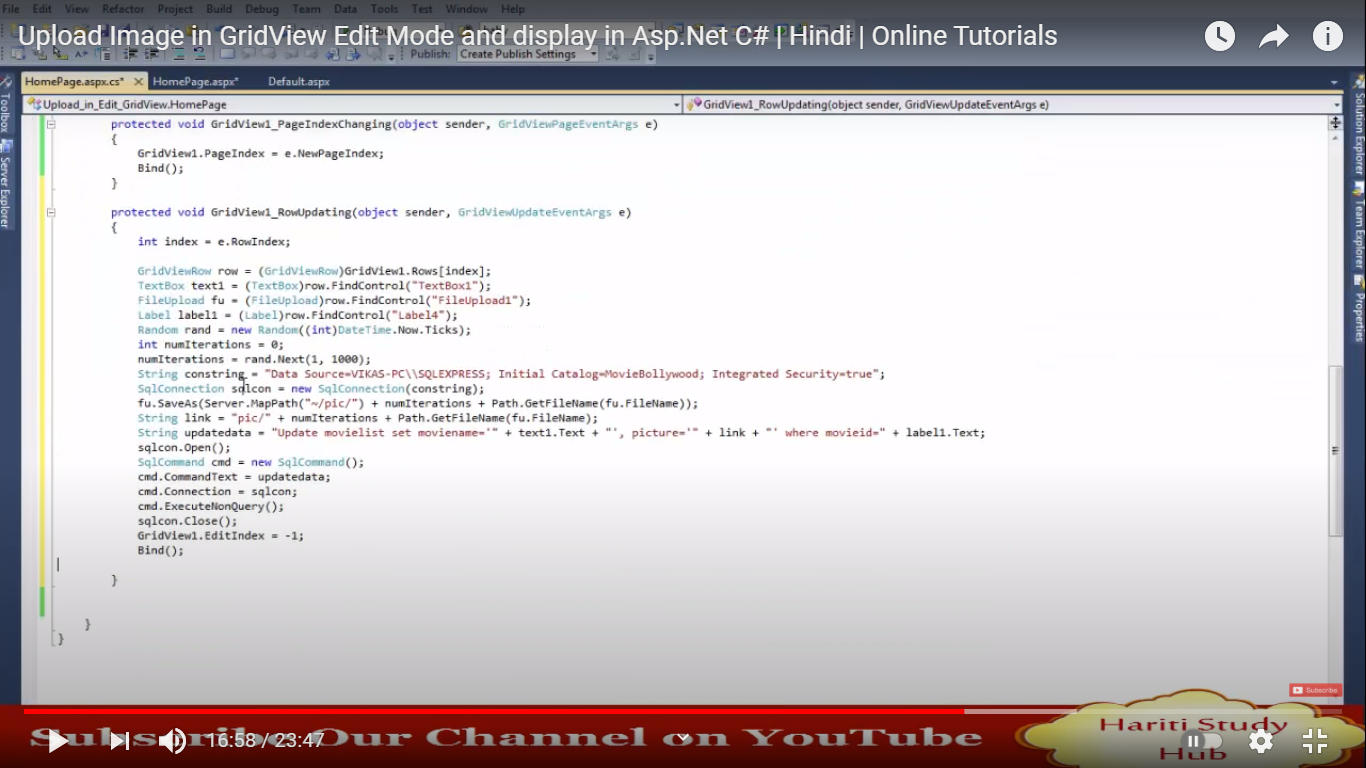 File Edit View Refactor Project Build Debug Team Data Tools Test Window Help
Upload Image in GridView Edit Mode and display in Asp.Net C# | Hindi | Online Tutorials
Publish: Create Publish Settings
HomePage.aspx.cs* HomePage.aspx* Default.aspx
Upload_in_Edit_GridView.HomePage GridView1_RowUpdating(object sender, GridViewUpdateEventArgs e)
Toolbox
Server Explorer
Solution Explorer
Team Explorer
Properties
protected void GridView1_PageIndexChanging(object sender, GridViewPageEventArgs e)
{
GridView1.PageIndex = e.NewPageIndex;
Bind();
}
protected void GridView1_RowUpdating(object sender, GridViewUpdateEventArgs e)
{
int index = e.RowIndex;
GridViewRow row = (GridViewRow)GridView1.Rows[index];
TextBox text1 = (TextBox)row.FindControl("TextBox1");
FileUpload fu = (FileUpload)row.FindControl("FileUpload1");
Label label1 = (Label)row.FindControl("Label4");
Random rand = new Random((int)DateTime.Now.Ticks);
int numIterations = 0;
numIterations = rand.Next(1, 1000);
String constring = "Data Source=VIKAS-PC\\SQLEXPRESS; Initial Catalog=MovieBollywood; Integrated Security=true";
SqlConnection sqlcon = new SqlConnection(constring);
fu.SaveAs(Server.MapPath("~/pic/") + numIterations + Path.GetFileName(fu.FileName));
String link = "pic/" + numIterations + Path.GetFileName(fu.FileName);
String updatedata = "Update movielist set moviename='" + text1.Text + "', picture='" + link + "' where movieid=" + label1.Text;
sqlcon.Open();
SqlCommand cmd = new SqlCommand();
cmd.CommandText = updatedata;
cmd.Connection = sqlcon;
cmd.ExecuteNonQuery();
sqlcon.Close();
GridView1.EditIndex = -1;
Bind();
}
}
}
Subscribe
Subscribe Our Channel on YouTube
16:58 / 23:47
Hariti Study
Hub